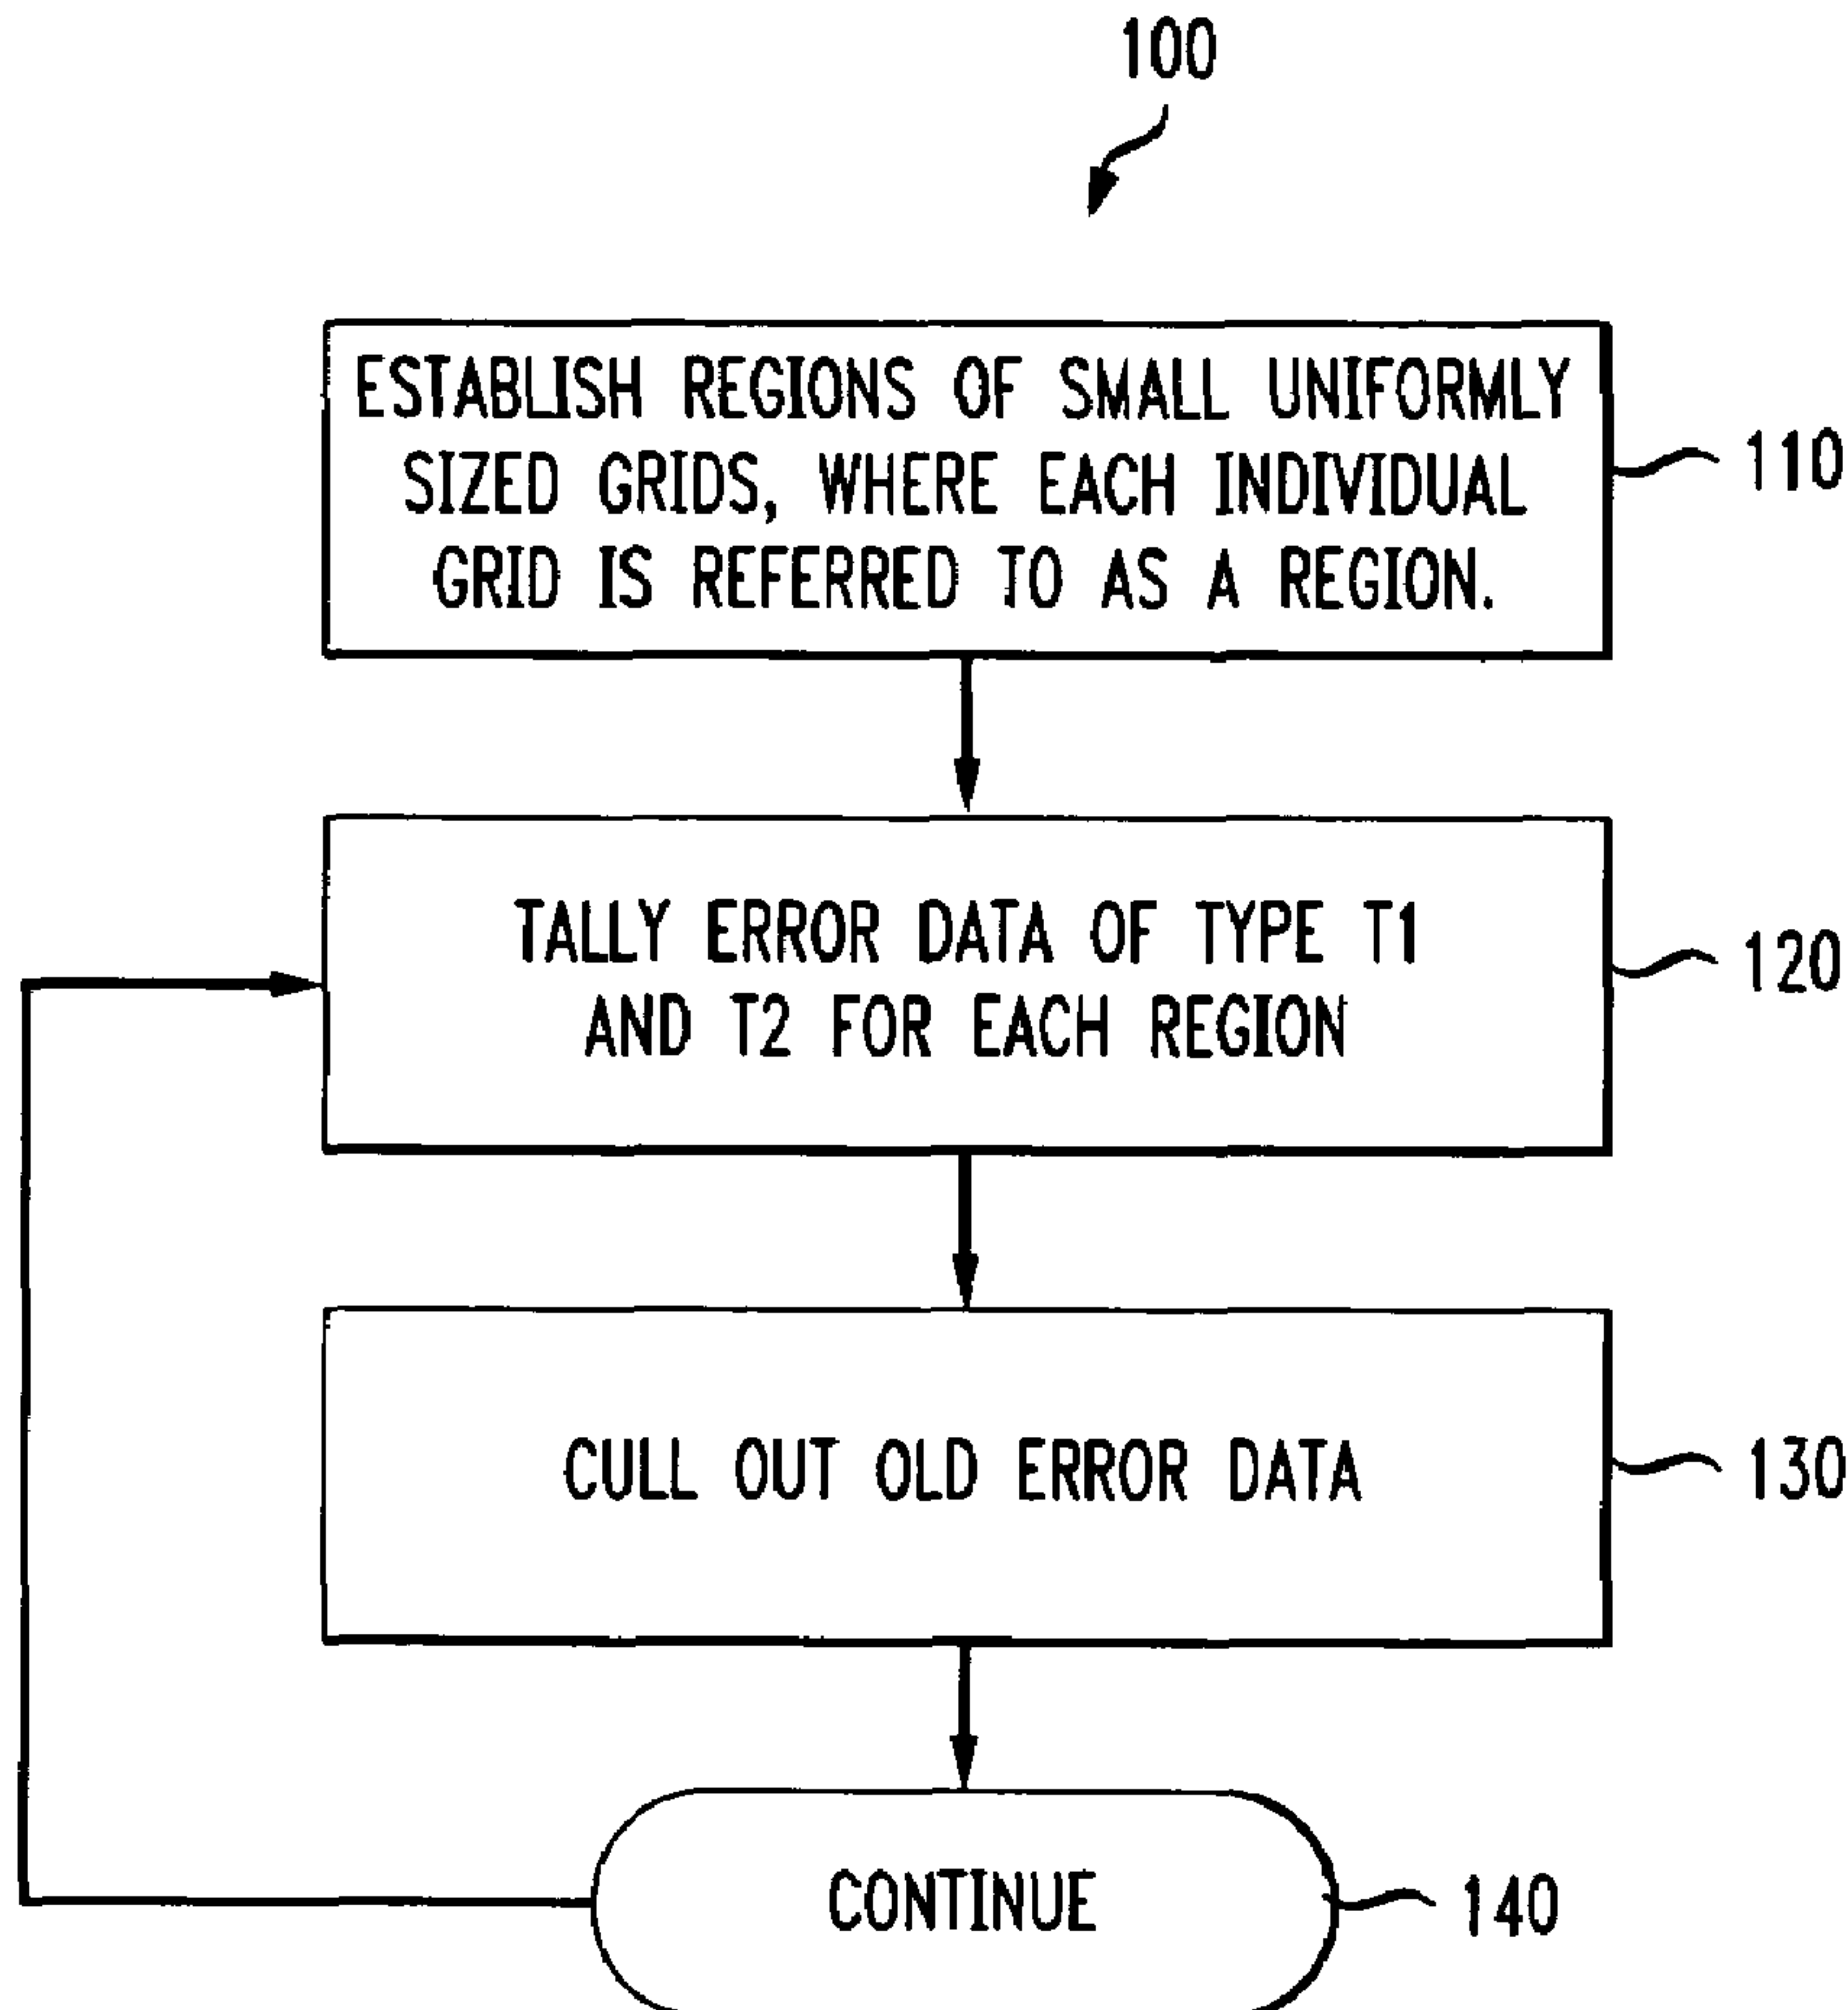 100
ESTABLISH REGIONS OF SMALL UNIFORMLY
SIZED GRIDS, WHERE EACH INDIVIDUAL
GRID IS REFERRED TO AS A REGION.
110
TALLY ERROR DATA OF TYPE T1
AND T2 FOR EACH REGION
120
CULL OUT OLD ERROR DATA
130
CONTINUE
140